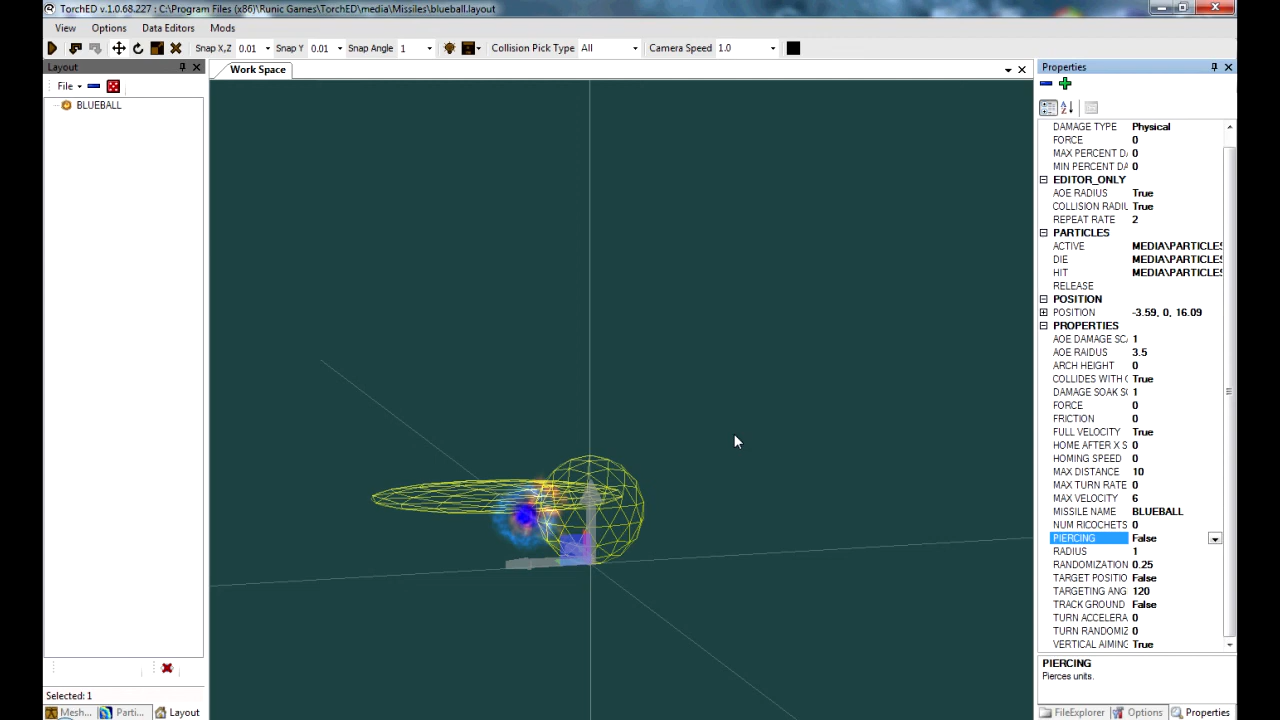 TorchED v.1.0.68.227 : C:\Program Files (x86)\Runic Games\TorchED\media\Missiles\blueball.layout
View Options Data Editors Mods
Snap X,Z 0.01 Snap Y 0.01 Snap Angle 1 Collision Pick Type All Camera Speed 1.0
Layout
File
BLUEBALL
Selected: 1
Mesh... Parti... Layout
Work Space
Properties
DAMAGE TYPE Physical
FORCE 0
MAX PERCENT DA 0
MIN PERCENT DA 0
EDITOR_ONLY
AOE RADIUS True
COLLISION RADIU True
REPEAT RATE 2
PARTICLES
ACTIVE MEDIA\PARTICLES
DIE MEDIA\PARTICLES
HIT MEDIA\PARTICLES
RELEASE
POSITION
POSITION -3.59, 0, 16.09
PROPERTIES
AOE DAMAGE SCA 1
AOE RAIDUS 3.5
ARCH HEIGHT 0
COLLIDES WITH C True
DAMAGE SOAK S 1
FORCE 0
FRICTION 0
FULL VELOCITY True
HOME AFTER X S 0
HOMING SPEED 0
MAX DISTANCE 10
MAX TURN RATE 0
MAX VELOCITY 6
MISSILE NAME BLUEBALL
NUM RICOCHETS 0
PIERCING False
RADIUS 1
RANDOMIZATION 0.25
TARGET POSITIO False
TARGETING ANG 120
TRACK GROUND False
TURN ACCELERA 0
TURN RANDOMIZ 0
VERTICAL AIMING True
PIERCING
Pierces units.
FileExplorer Options Properties